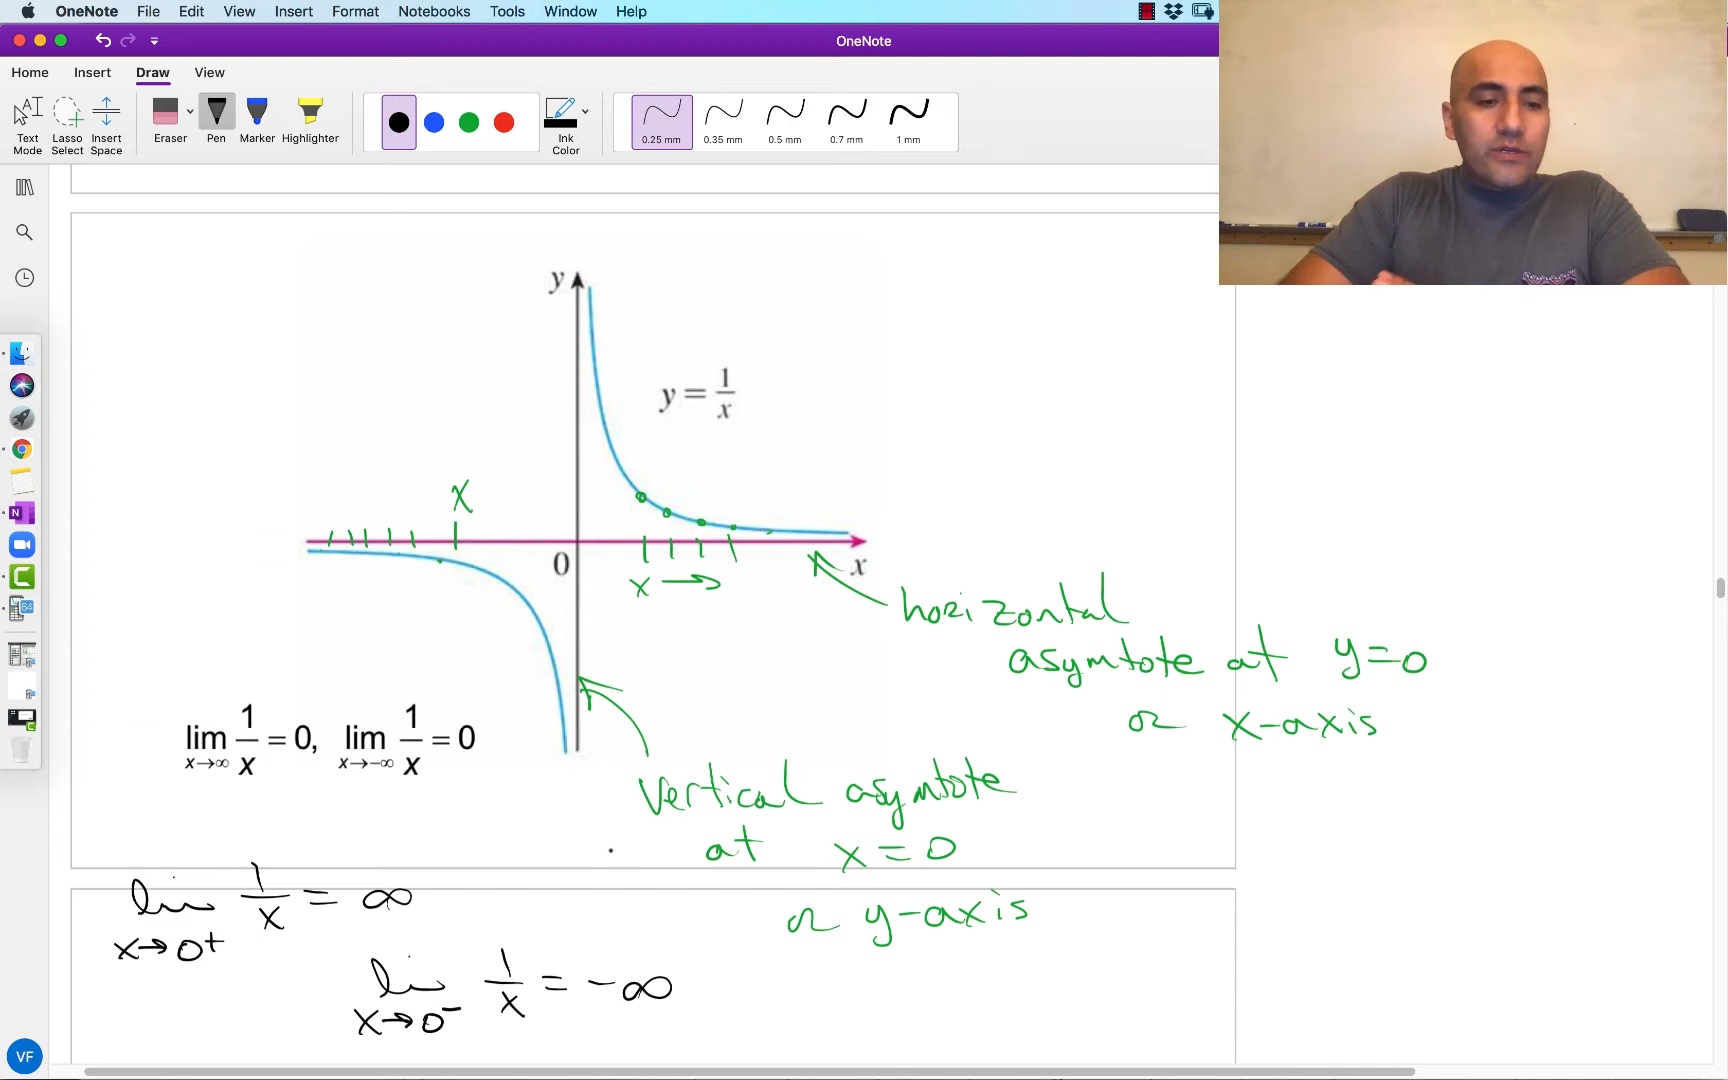 OneNote File Edit View Insert Format Notebooks Tools Window Help
OneNote
Home Insert Draw View
Text Mode
Lasso Select
Insert Space
Eraser
Pen
Marker
Highlighter
Ink Color
0.25 mm
0.35 mm
0.5 mm
0.7 mm
1 mm
y
y = 1/x
x
0
x
x →
horizontal
asymtote at y=0
or x-axis
lim x→∞ 1/x = 0, lim x→-∞ 1/x = 0
vertical asymtote
at x = 0
or y-axis
lim x→0+ 1/x = ∞
lim x→0- 1/x = -∞
N
84
VF